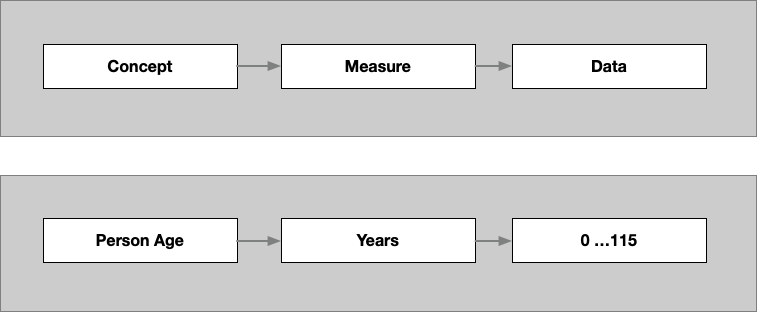 Concept
Measure
Data
Person Age
Years
0 ...115